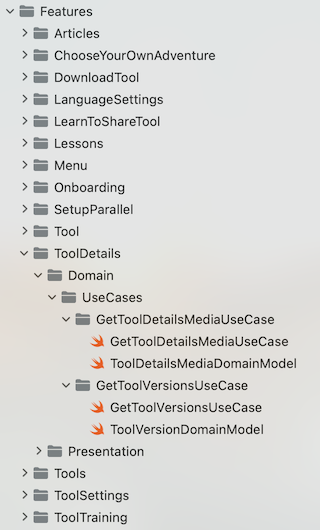 Features
Articles
ChooseYourOwnAdventure
DownloadTool
LanguageSettings
LearnToShareTool
Lessons
Menu
Onboarding
SetupParallel
Tool
ToolDetails
Domain
UseCases
GetToolDetailsMediaUseCase
GetToolDetailsMediaUseCase
ToolDetailsMediaDomainModel
GetToolVersionsUseCase
GetToolVersionsUseCase
ToolVersionDomainModel
Presentation
Tools
ToolSettings
ToolTraining